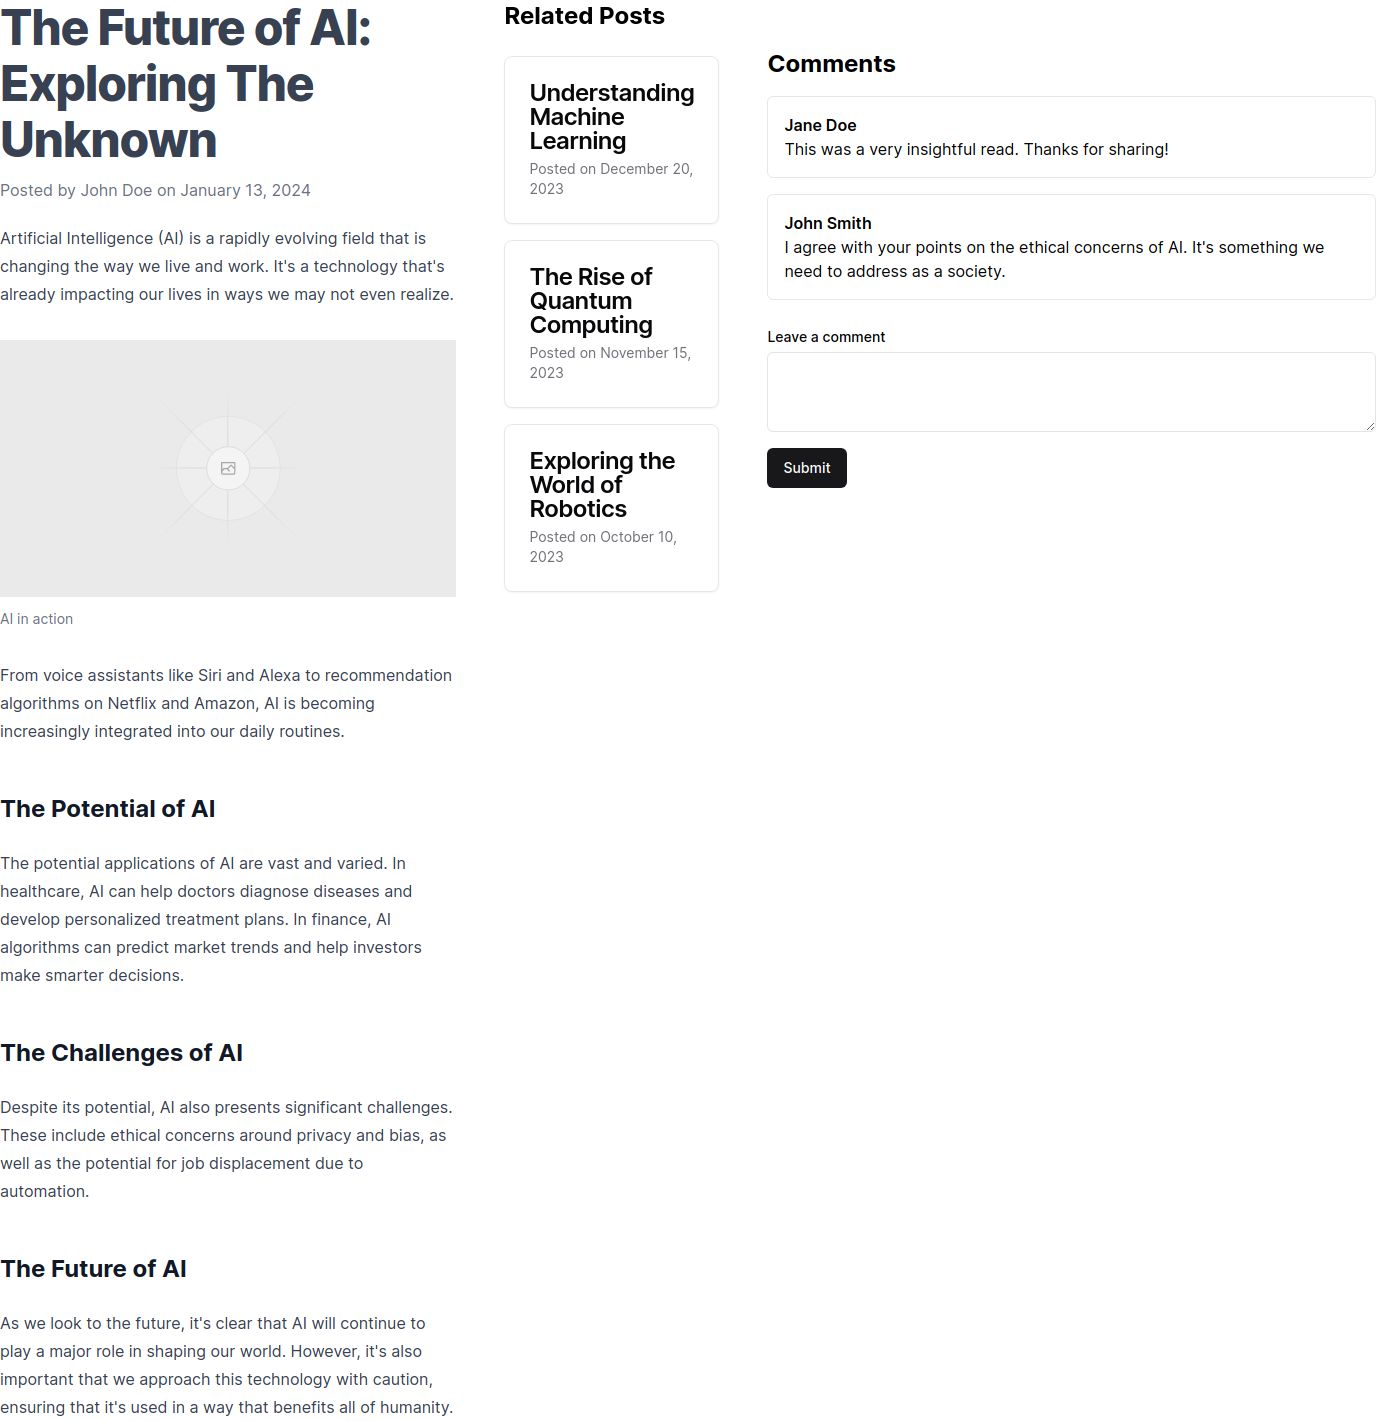 The Future of AI:
Exploring The
Unknown
Posted by John Doe on January 13, 2024
Artificial Intelligence (AI) is a rapidly evolving field that is
changing the way we live and work. It's a technology that's
already impacting our lives in ways we may not even realize.
AI in action
From voice assistants like Siri and Alexa to recommendation
algorithms on Netflix and Amazon, AI is becoming
increasingly integrated into our daily routines.
The Potential of AI
The potential applications of AI are vast and varied. In
healthcare, AI can help doctors diagnose diseases and
develop personalized treatment plans. In finance, AI
algorithms can predict market trends and help investors
make smarter decisions.
The Challenges of AI
Despite its potential, AI also presents significant challenges.
These include ethical concerns around privacy and bias, as
well as the potential for job displacement due to
automation.
The Future of AI
As we look to the future, it's clear that AI will continue to
play a major role in shaping our world. However, it's also
important that we approach this technology with caution,
ensuring that it's used in a way that benefits all of humanity.
Related Posts
Understanding
Machine
Learning
Posted on December 20,
2023
The Rise of
Quantum
Computing
Posted on November 15,
2023
Exploring the
World of
Robotics
Posted on October 10,
2023
Comments
Jane Doe
This was a very insightful read. Thanks for sharing!
John Smith
I agree with your points on the ethical concerns of AI. It's something we
need to address as a society.
Leave a comment
Submit